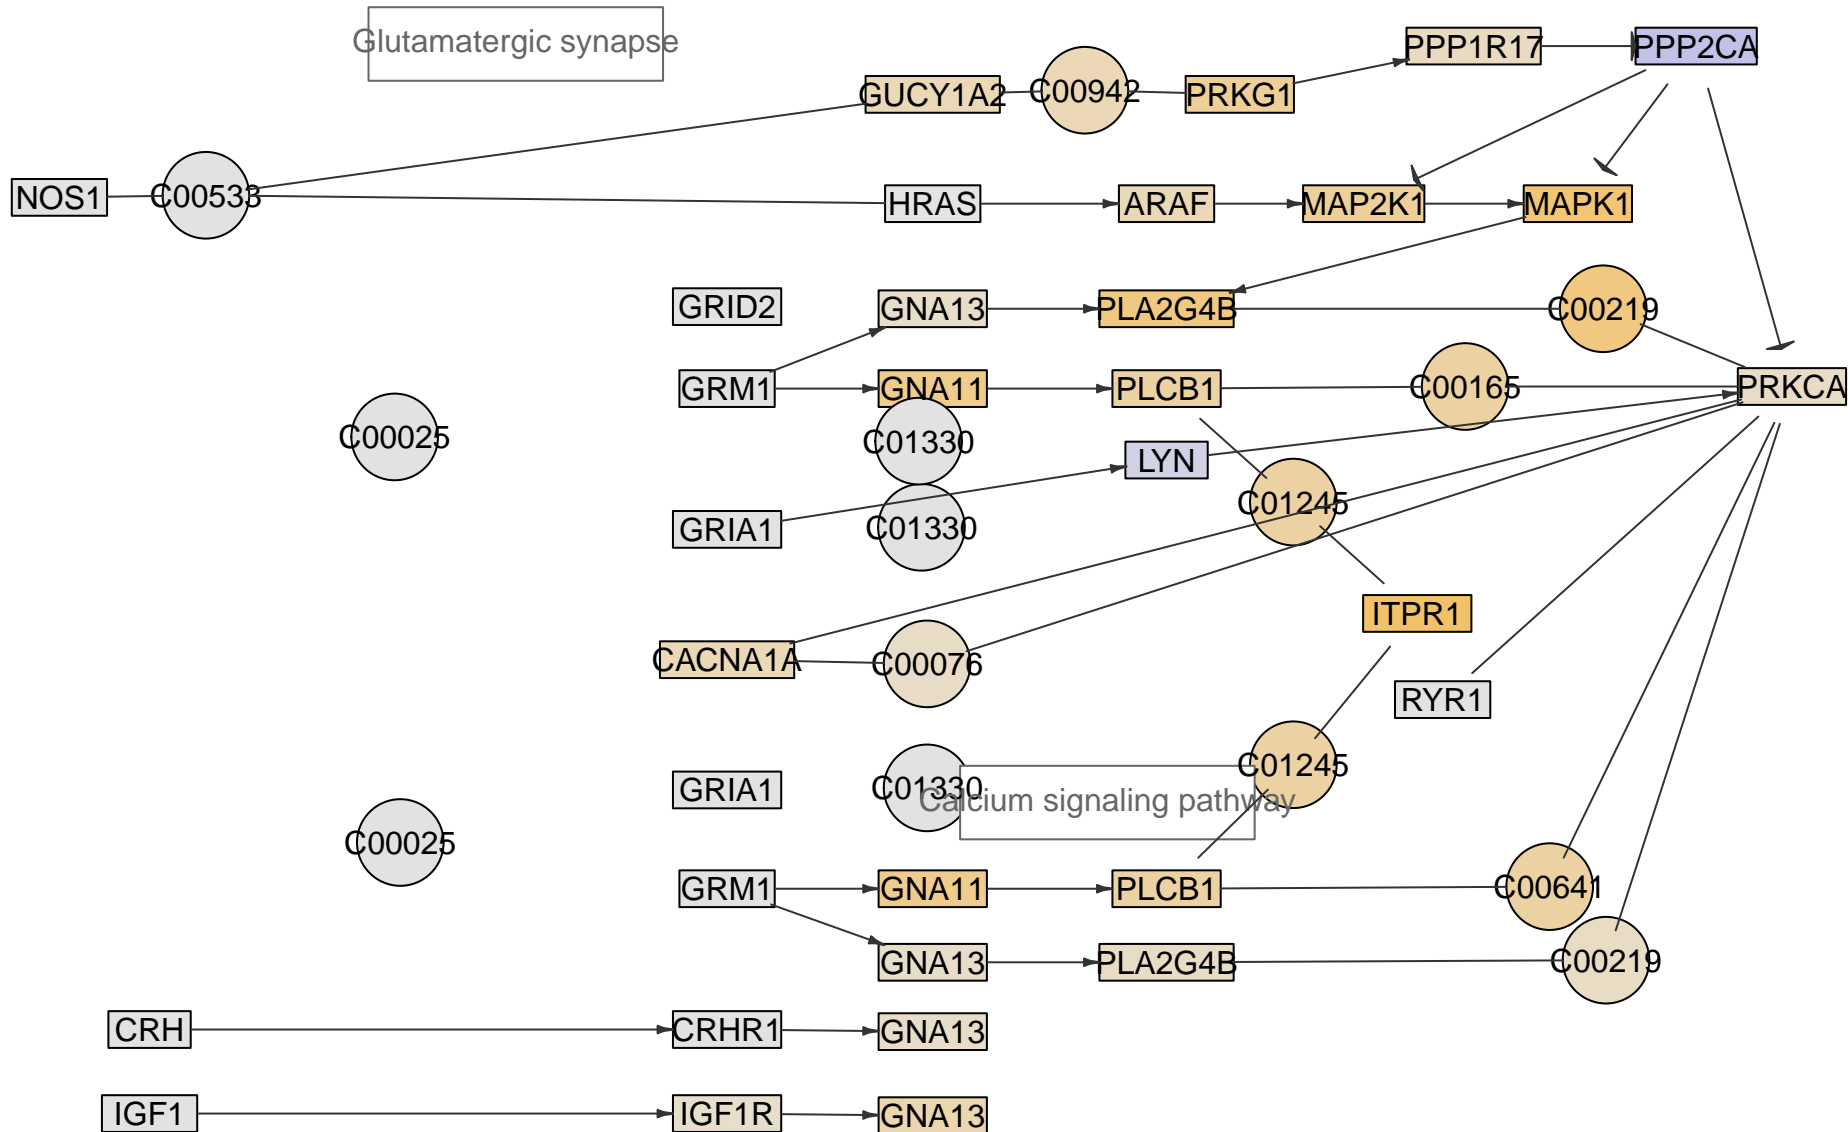 Glutamatergic synapse
PPP1R17
PPP2CA
GUCY1A2
C00942
PRKG1
NOS1
C00533
HRAS
ARAF
MAP2K1
MAPK1
GRID2
GNA13
PLA2G4B
C00219
GRM1
GNA11
PLCB1
C00165
PRKCA
C00025
C01330
LYN
C01245
GRIA1
C01330
ITPR1
CACNA1A
C00076
RYR1
GRIA1
C01330
Calcium signaling pathway
C01245
C00025
GRM1
GNA11
PLCB1
C00641
GNA13
PLA2G4B
C00219
CRH
CRHR1
GNA13
IGF1
IGF1R
GNA13